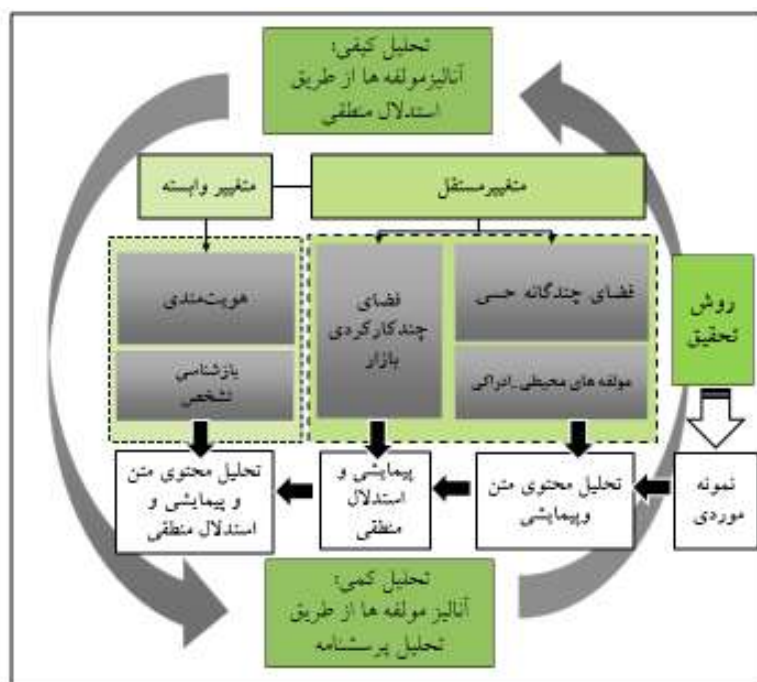 تحلیل کیفی:
آنالیزمولفه ها از طریق
استدلال منطقی
متغییرمستقل
متغییر وابسته
فضای چندگانه حسی
مولفه های محیطی_ادراکی
فضای
چندکارکردی
بازار
هویت‌مندی
بازشناسی
تشخص
روش
تحقیق
نمونه
موردی
تحلیل محتوی متن
وپیمایشی
پیمایشی و
استدلال
منطقی
تحلیل محتوی متن
و پیمایشی و
استدلال منطقی
تحلیل کمی:
آنالیز مولفه ها از طریق
تحلیل پرسشنامه